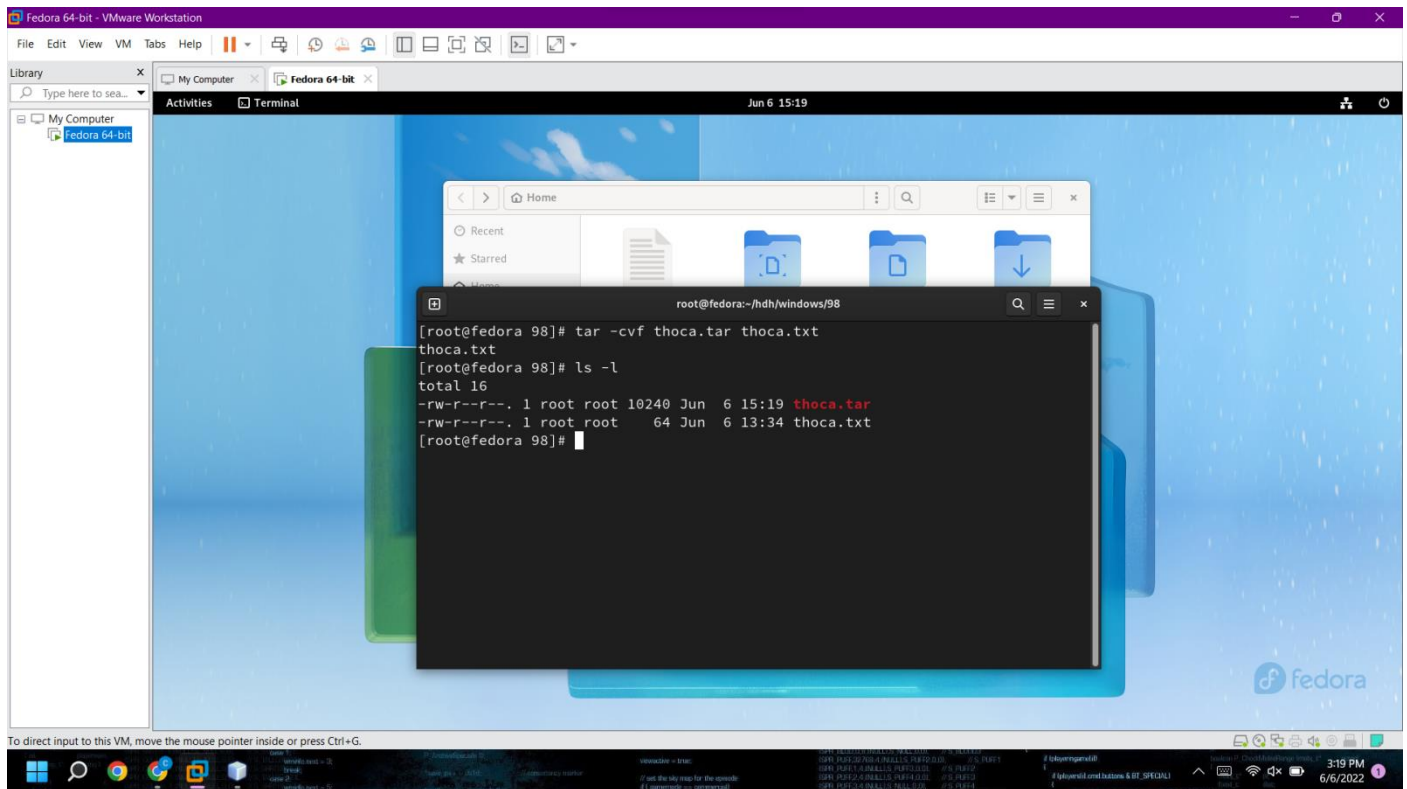 Fedora 64-bit - VMware Workstation
File Edit View VM Tabs Help
Library
Type here to sea...
My Computer
Fedora 64-bit
My Computer
Fedora 64-bit
Activities Terminal Jun 6 15:19
Home
Recent
Starred
Home
root@fedora:~/hdh/windows/98
[root@fedora 98]# tar -cvf thoca.tar thoca.txt
thoca.txt
[root@fedora 98]# ls -l
total 16
-rw-r--r--. 1 root root 10240 Jun  6 15:19 thoca.tar
-rw-r--r--. 1 root root    64 Jun  6 13:34 thoca.txt
[root@fedora 98]#
fedora
To direct input to this VM, move the mouse pointer inside or press Ctrl+G.
3:19 PM
6/6/2022
1